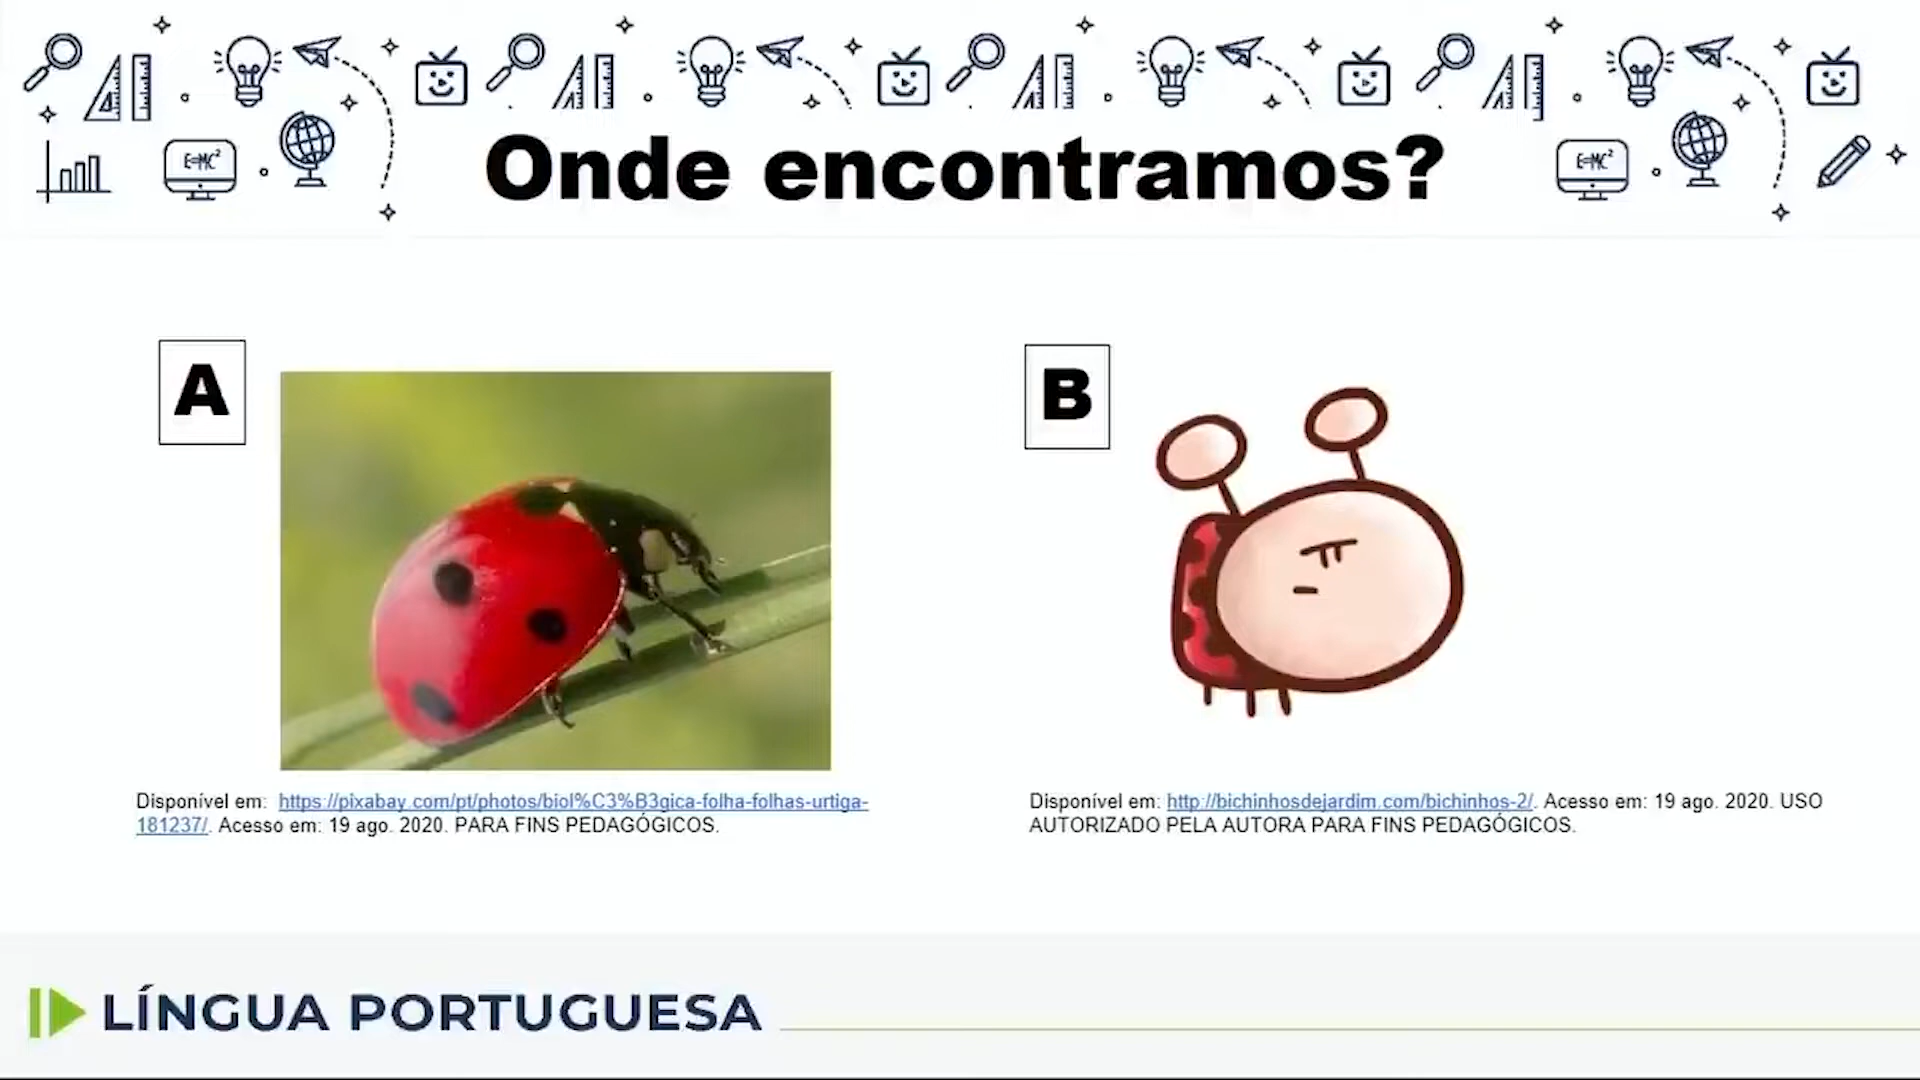 E=MC²
E=MC²
Onde encontramos?
A
B
Disponível em: https://pixabay.com/pt/photos/biol%C3%B3gica-folha-folhas-urtiga-
181237/. Acesso em: 19 ago. 2020. PARA FINS PEDAGÓGICOS.
Disponível em: http://bichinhosdejardim.com/bichinhos-2/. Acesso em: 19 ago. 2020. USO
AUTORIZADO PELA AUTORA PARA FINS PEDAGÓGICOS.
LÍNGUA PORTUGUESA